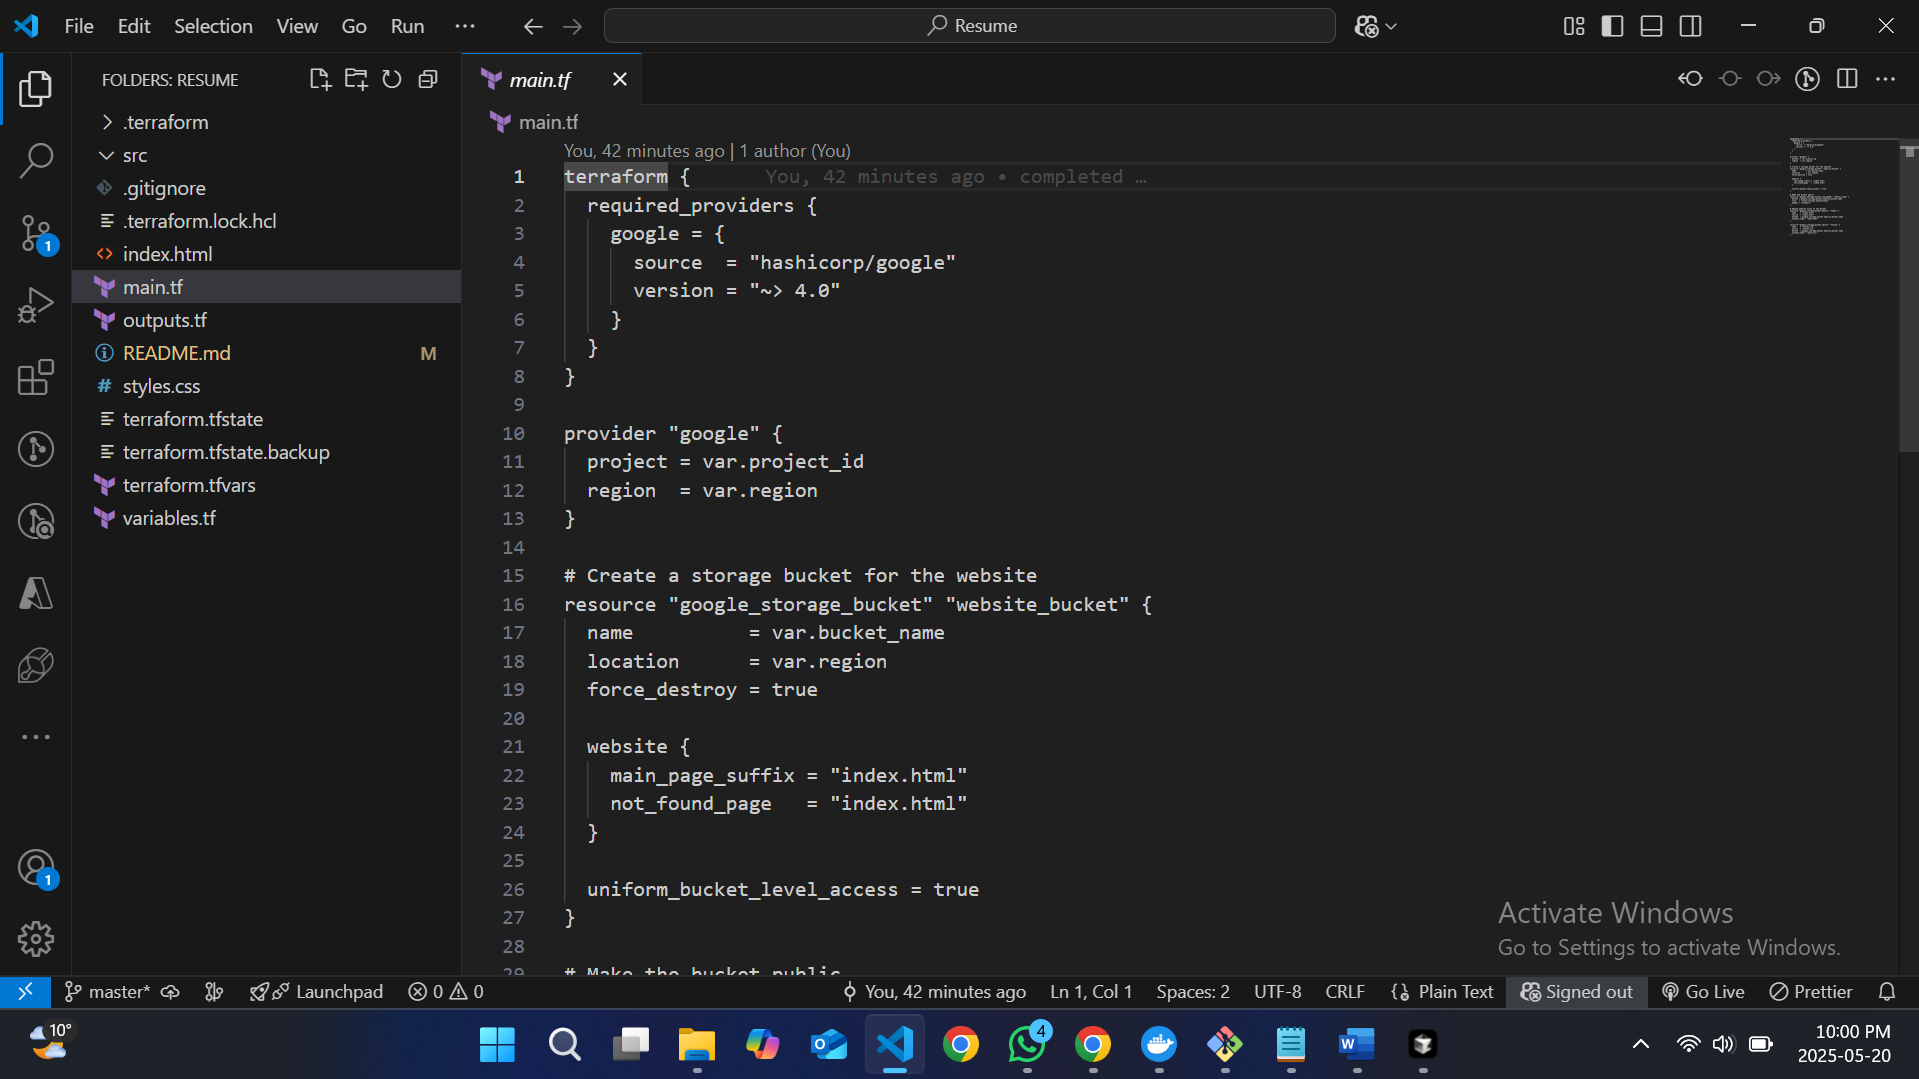 File Edit Selection View Go Run
Resume
FOLDERS: RESUME
main.tf
.terraform
src
.gitignore
.terraform.lock.hcl
index.html
main.tf
outputs.tf
README.md M
styles.css
terraform.tfstate
terraform.tfstate.backup
terraform.tfvars
variables.tf
1
1
main.tf
You, 42 minutes ago | 1 author (You)
1 terraform { You, 42 minutes ago • completed …
2 required_providers {
3 google = {
4 source = "hashicorp/google"
5 version = "~> 4.0"
6 }
7 }
8 }
9
10 provider "google" {
11 project = var.project_id
12 region = var.region
13 }
14
15 # Create a storage bucket for the website
16 resource "google_storage_bucket" "website_bucket" {
17 name = var.bucket_name
18 location = var.region
19 force_destroy = true
20
21 website {
22 main_page_suffix = "index.html"
23 not_found_page = "index.html"
24 }
25
26 uniform_bucket_level_access = true
27 }
28
29 # Make the bucket public
Activate Windows
Go to Settings to activate Windows.
master* Launchpad 0 0 You, 42 minutes ago Ln 1, Col 1 Spaces: 2 UTF-8 CRLF Plain Text Signed out Go Live Prettier
10°
4
10:00 PM
2025-05-20